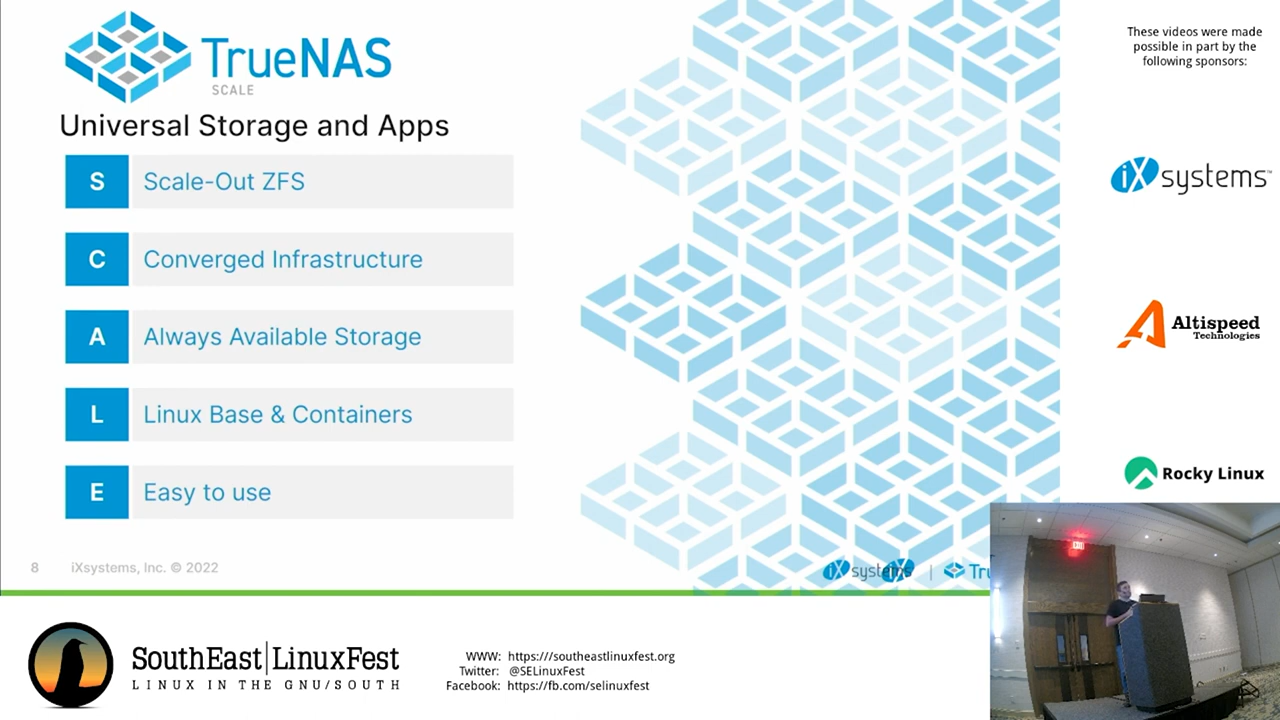 TrueNAS
SCALE
Universal Storage and Apps
S Scale-Out ZFS
C Converged Infrastructure
A Always Available Storage
L Linux Base & Containers
E Easy to use
8 iXsystems, Inc. © 2022
iXsystems | Tru
These videos were made
possible in part by the
following sponsors:
iXsystems™
Altispeed
Technologies
Rocky Linux
EXIT
SouthEast|LinuxFest
LINUX IN THE GNU/SOUTH
WWW: https://southeastlinuxfest.org
Twitter: @SELinuxFest
Facebook: https://fb.com/selinuxfest